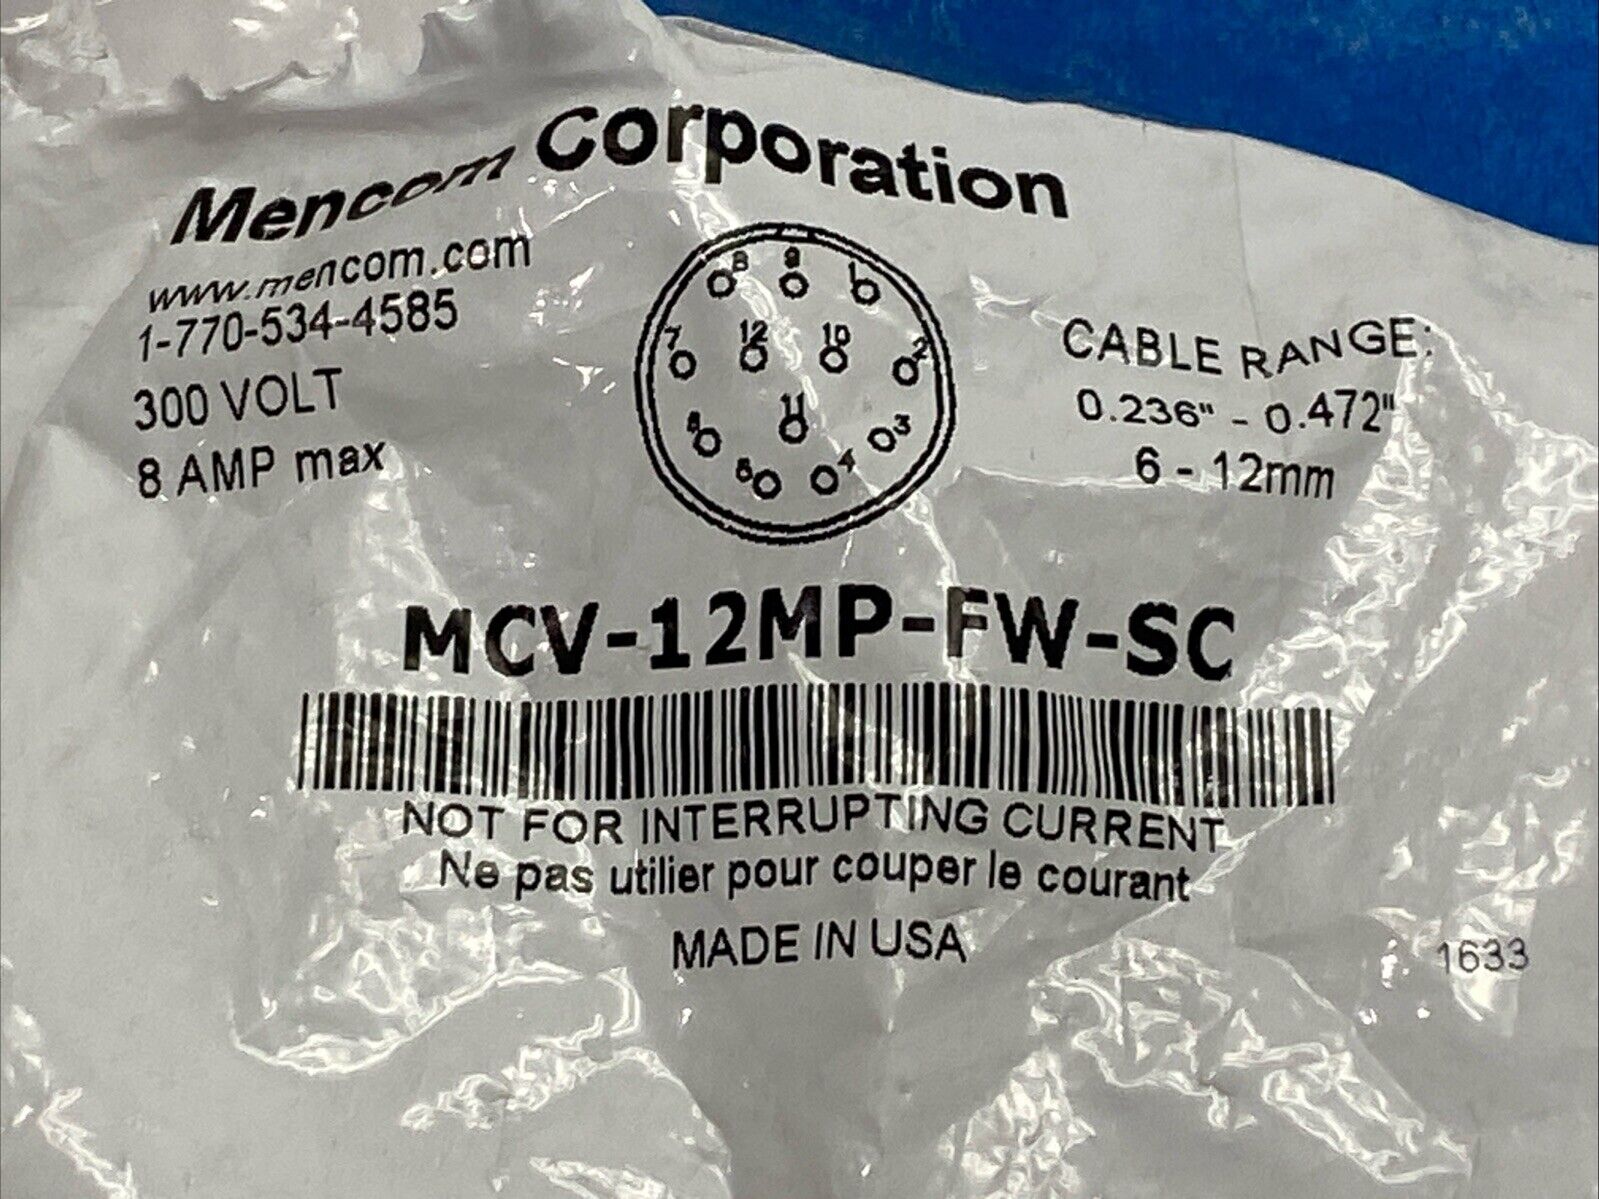 Mencom Corporation
www.mencom.com
1-770-534-4585
300 VOLT
8 AMP max
8 9 1
7 12 10 2
11
6 3
5 4
CABLE RANGE:
0.236" - 0.472"
6 - 12mm
MCV-12MP-FW-SC
NOT FOR INTERRUPTING CURRENT
Ne pas utilier pour couper le courant
MADE IN USA
1633